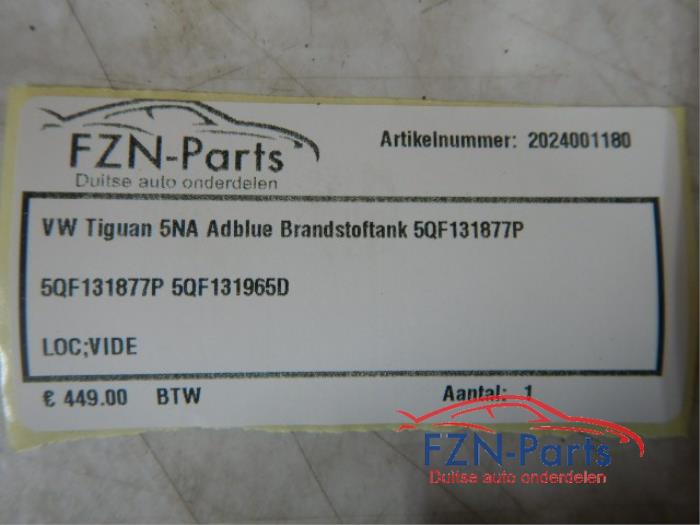 FZN-Parts
Duitse auto onderdelen
Artikelnummer: 2024001180
VW Tiguan 5NA Adblue Brandstoftank 5QF131877P
5QF131877P 5QF131965D
LOC;VIDE
€ 449.00 BTW
Aantal: 1
FZN-Parts
Duitse auto onderdelen